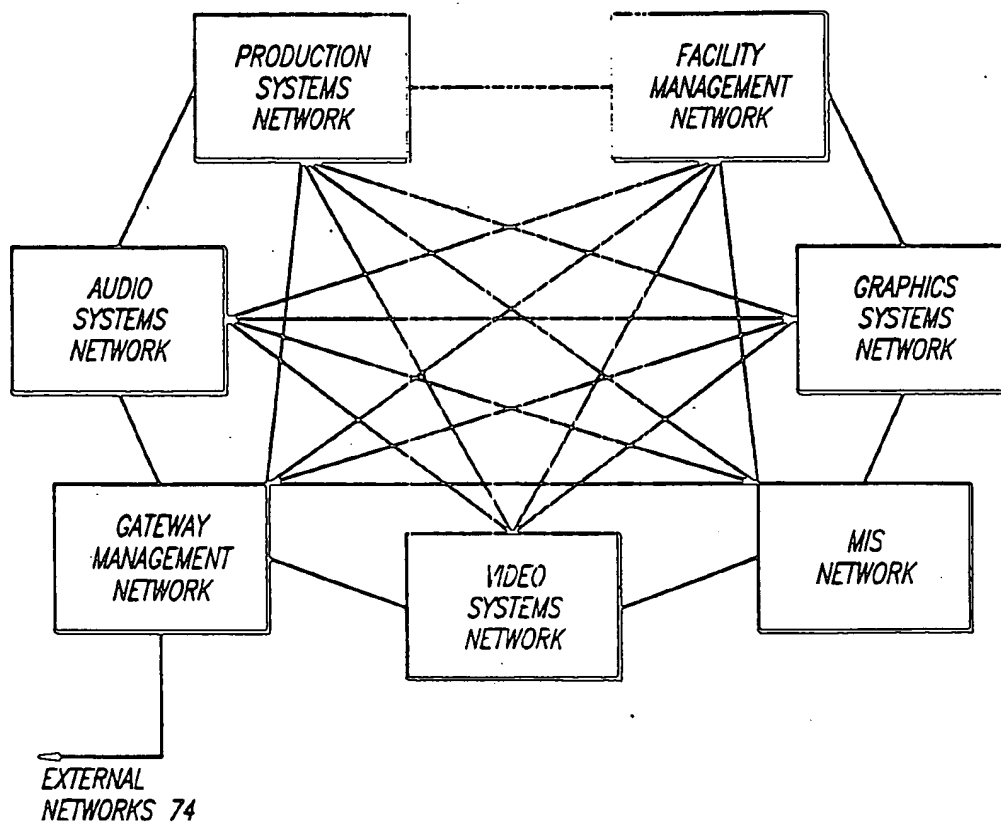 PRODUCTION
SYSTEMS
NETWORK
FACILITY
MANAGEMENT
NETWORK
AUDIO
SYSTEMS
NETWORK
GRAPHICS
SYSTEMS
NETWORK
GATEWAY
MANAGEMENT
NETWORK
VIDEO
SYSTEMS
NETWORK
MIS
NETWORK
EXTERNAL
NETWORKS 74